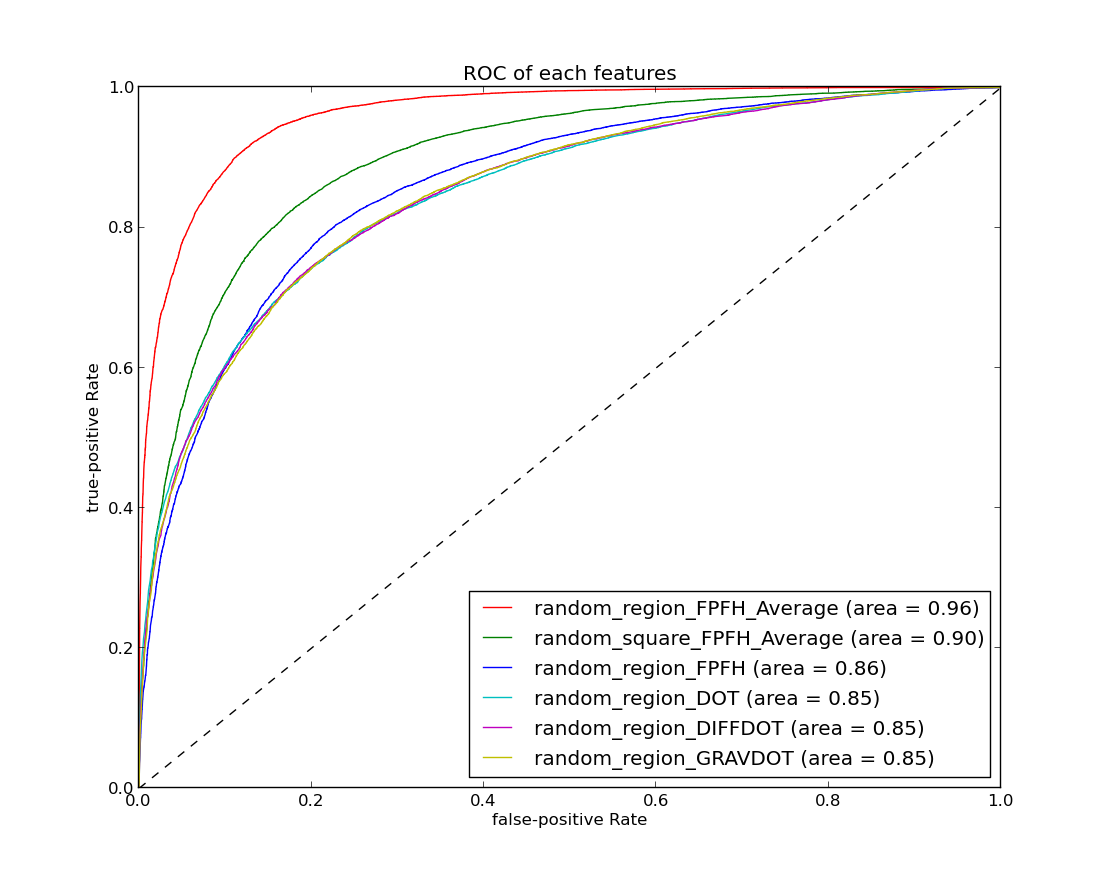 ROC of each features
1.0
0.8
0.6
0.4
0.2
0.0
true-positive Rate
random_region_FPFH_Average (area = 0.96)
random_square_FPFH_Average (area = 0.90)
random_region_FPFH (area = 0.86)
random_region_DOT (area = 0.85)
random_region_DIFFDOT (area = 0.85)
random_region_GRAVDOT (area = 0.85)
0.0 0.2 0.4 0.6 0.8 1.0
false-positive Rate